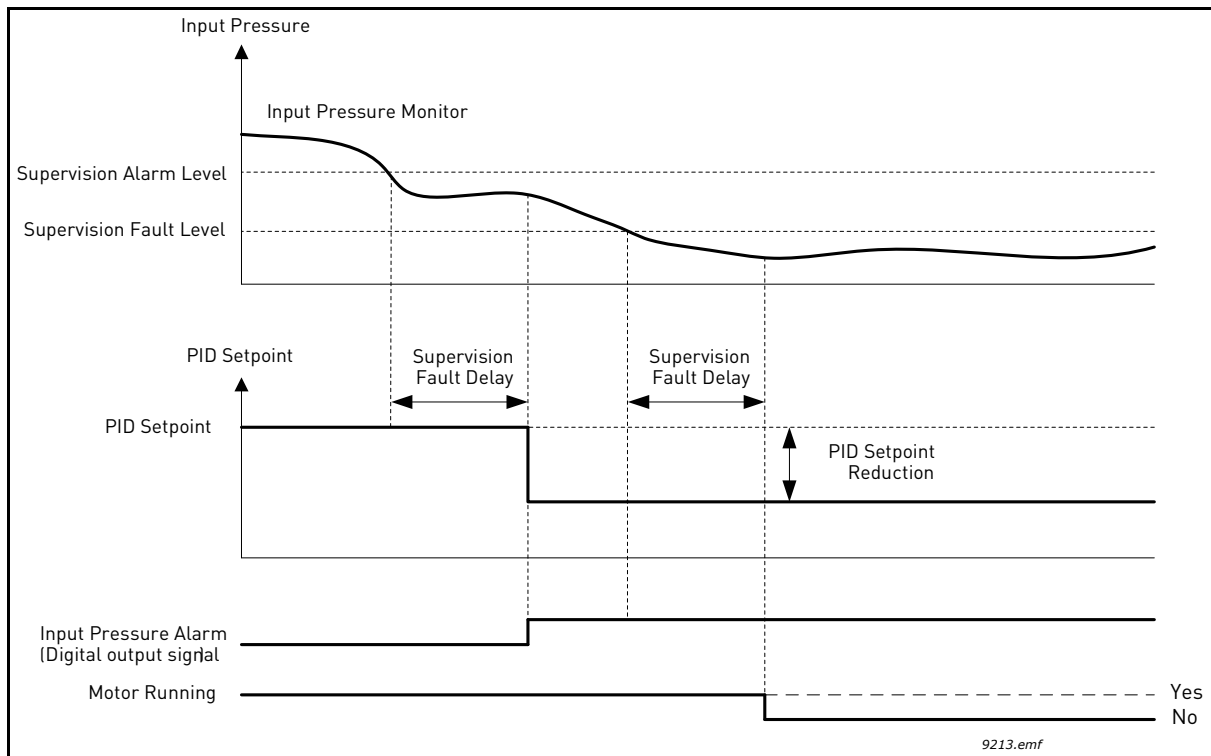 Input Pressure
Input Pressure Monitor
Supervision Alarm Level
Supervision Fault Level
PID Setpoint
Supervision
Fault Delay
Supervision
Fault Delay
PID Setpoint
PID Setpoint
Reduction
Input Pressure Alarm
(Digital output signal)
Motor Running
Yes
No
9213.emf